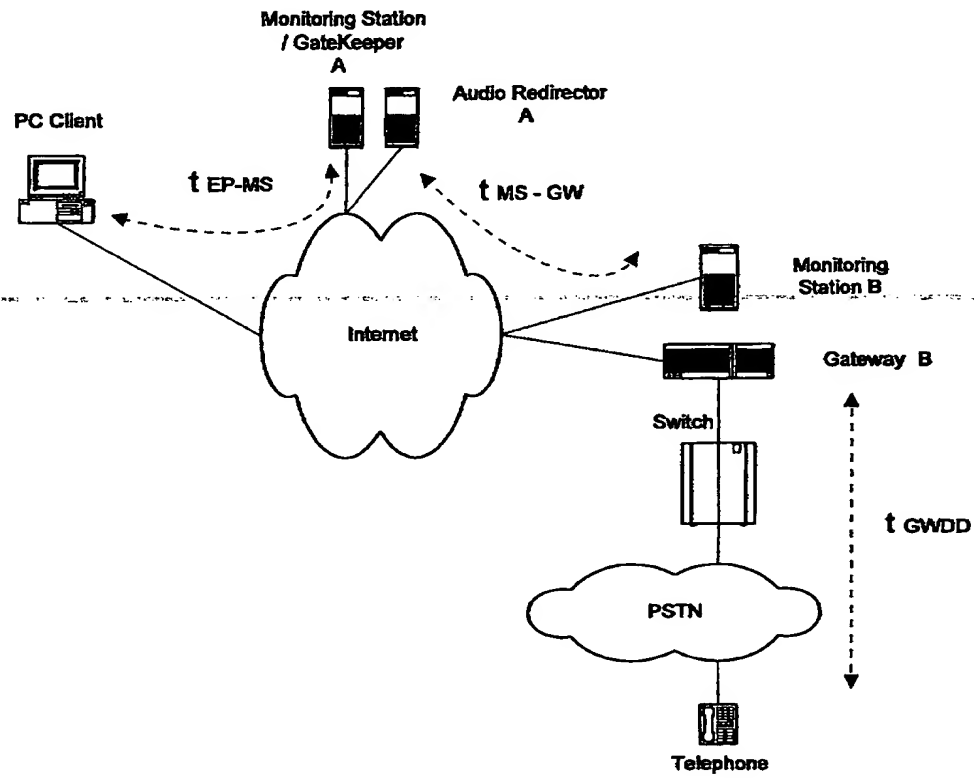 Monitoring Station
/ GateKeeper
A
Audio Redirector
A
PC Client
t EP-MS
t MS - GW
Monitoring
Station B
Internet
Gateway B
Switch
t GWDD
PSTN
Telephone